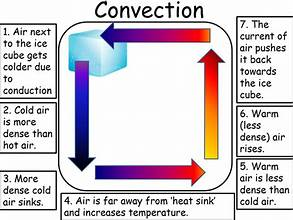 Convection
1. Air next
to the ice
cube gets
colder due
to
conduction
2. Cold air
is more
dense than
hot air.
3. More
dense cold
air sinks.
4. Air is far away from 'heat sink'
and increases temperature.
5. Warm
air is less
dense than
cold air.
6. Warm
(less
dense) air
rises.
7. The
current of
air pushes
it back
towards
the ice
cube.